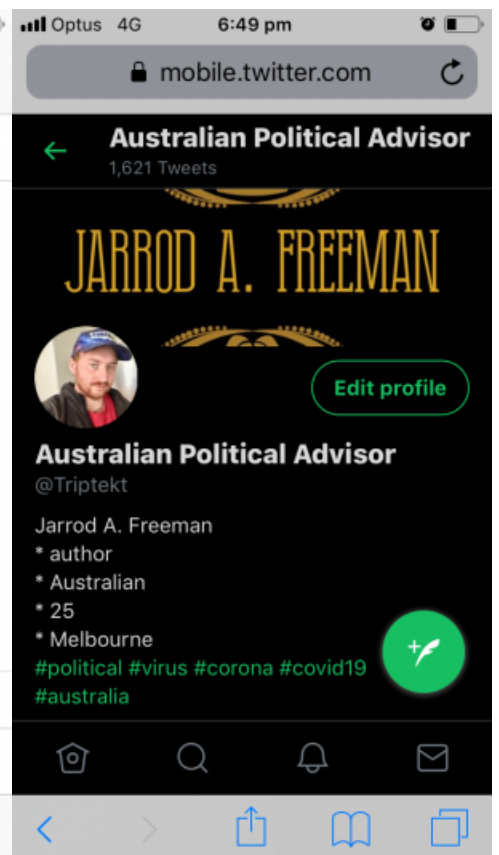 Optus 4G 6:49 pm
mobile.twitter.com
Australian Political Advisor
1,621 Tweets
JARROD A. FREEMAN
Edit profile
Australian Political Advisor
@Triptekt
Jarrod A. Freeman
* author
* Australian
* 25
* Melbourne
#political #virus #corona #covid19
#australia